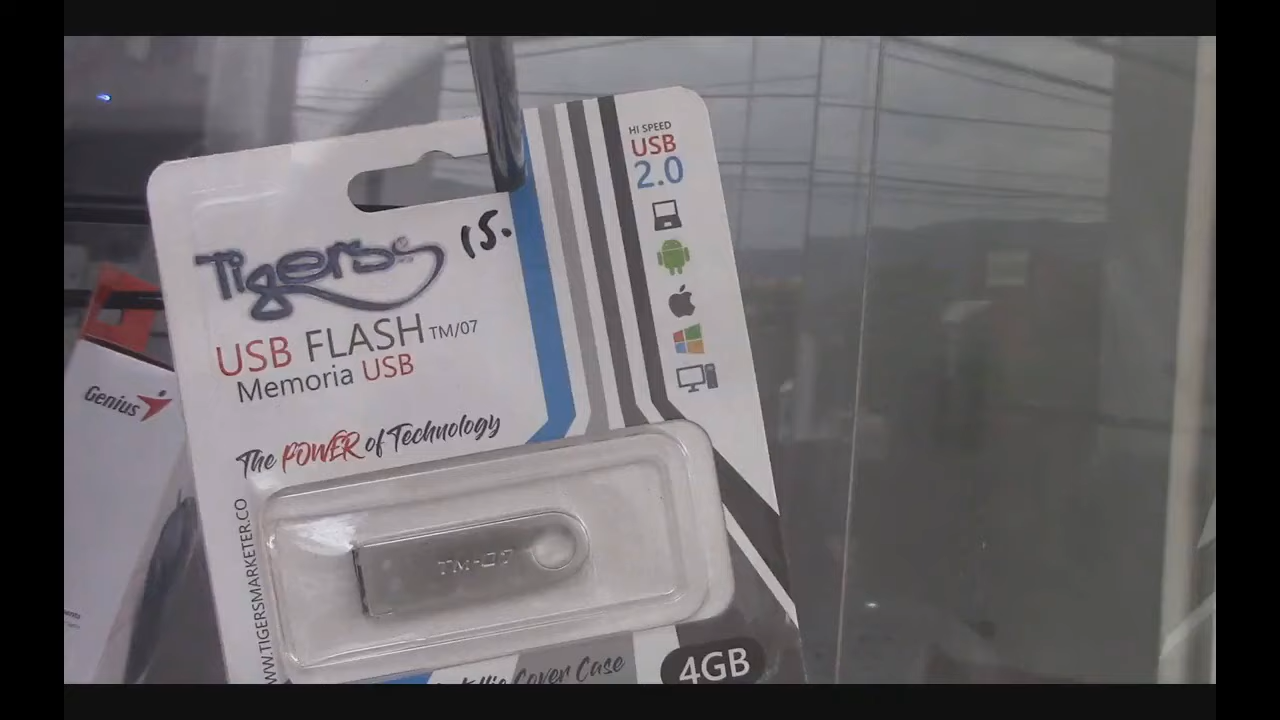 HI SPEED
USB
2.0
Tigers
15.
USB FLASH TM/07
Memoria USB
Genius
The POWER of Technology
WWW.TIGERSMARKETER.CO
TM-07
Cover Case
4GB